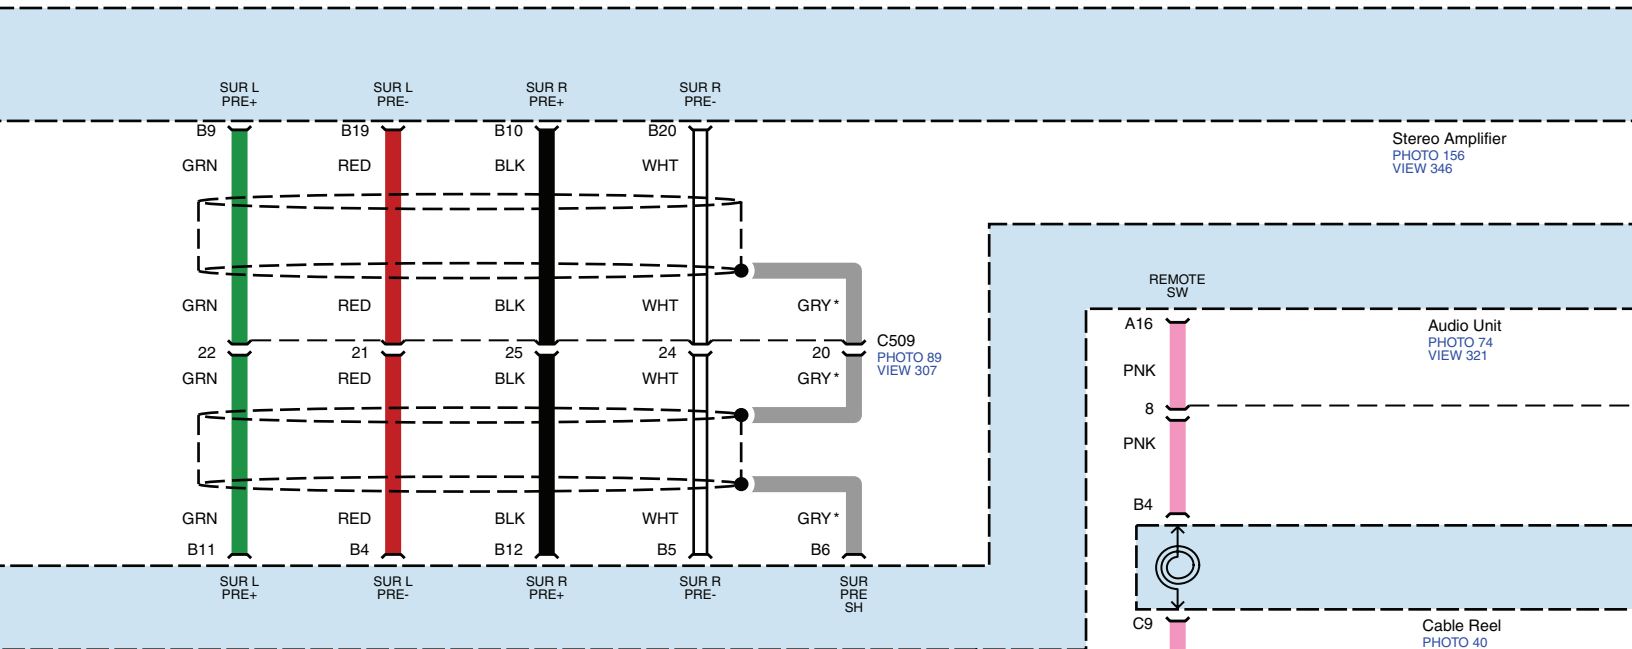 SUR L
PRE+
SUR L
PRE-
SUR R
PRE+
SUR R
PRE-
B9
B19
B10
B20
GRN
RED
BLK
WHT
Stereo Amplifier
PHOTO 156
VIEW 346
REMOTE
SW
GRN
RED
BLK
WHT
GRY*
A16
Audio Unit
PHOTO 74
VIEW 321
22
21
25
24
20
C509
PHOTO 89
VIEW 307
GRN
RED
BLK
WHT
GRY*
PNK
8
PNK
B4
GRN
RED
BLK
WHT
GRY*
B11
B4
B12
B5
B6
SUR L
PRE+
SUR L
PRE-
SUR R
PRE+
SUR R
PRE-
SUR
PRE
SH
C9
Cable Reel
PHOTO 40